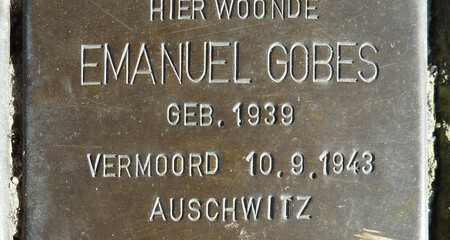 HIER WOONDE
EMANUEL GOBES
GEB. 1939
VERMOORD 10.9.1943
AUSCHWITZ